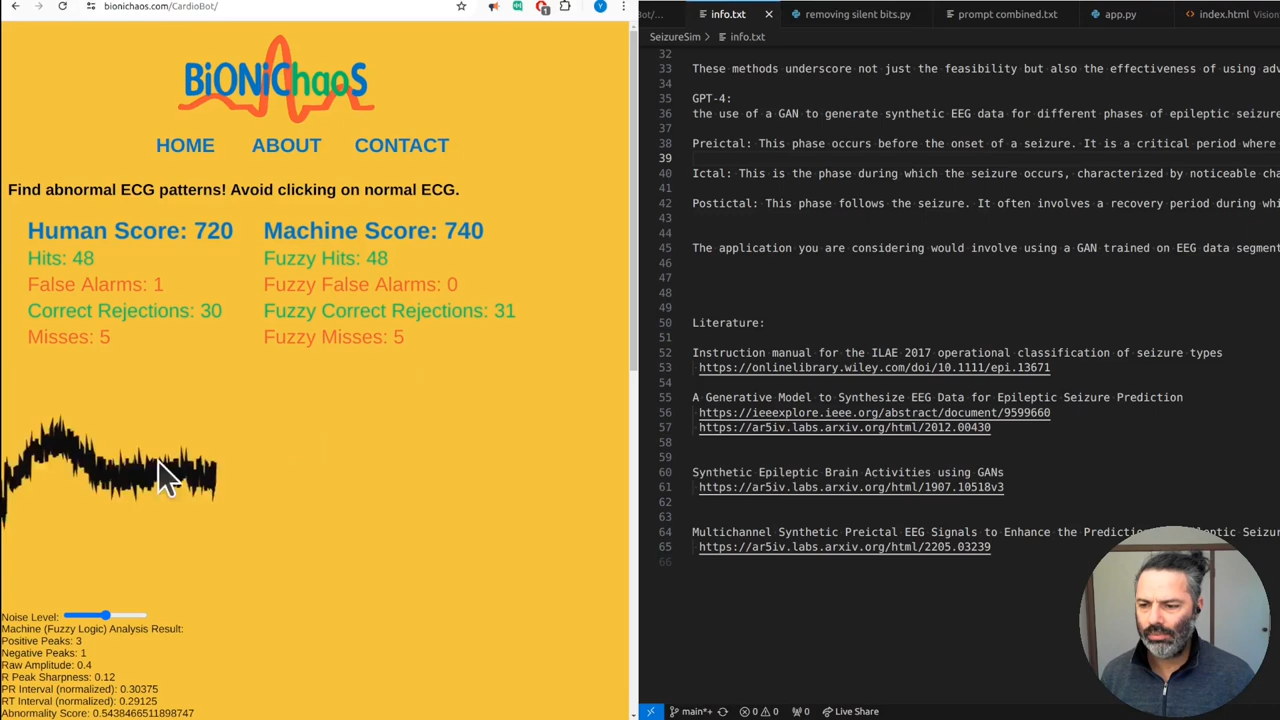 bionichaos.com/CardioBot/
BiONiChaoS
HOME ABOUT CONTACT
Find abnormal ECG patterns! Avoid clicking on normal ECG.
Human Score: 720
Hits: 48
False Alarms: 1
Correct Rejections: 30
Misses: 5
Machine Score: 740
Fuzzy Hits: 48
Fuzzy False Alarms: 0
Fuzzy Correct Rejections: 31
Fuzzy Misses: 5
Noise Level:
Machine (Fuzzy Logic) Analysis Result:
Positive Peaks: 3
Negative Peaks: 1
Raw Amplitude: 0.4
R Peak Sharpness: 0.12
PR Interval (normalized): 0.30375
RT Interval (normalized): 0.29125
Abnormality Score: 0.5438466511898747
info.txt removing silent bits.py prompt combined.txt app.py index.html
SeizureSim > info.txt
32
33 These methods underscore not just the feasibility but also the effectiveness of using
34
35 GPT-4:
36 the use of a GAN to generate synthetic EEG data for different phases of epileptic
37
38 Preictal: This phase occurs before the onset of a seizure. It is a critical period where
39
40 Ictal: This is the phase during which the seizure occurs, characterized by noticeable
41
42 Postictal: This phase follows the seizure. It often involves a recovery period during
43
44
45 The application you are considering would involve using a GAN trained on EEG data
46
47
48
49
50 Literature:
51
52 Instruction manual for the ILAE 2017 operational classification of seizure types
53 https://onlinelibrary.wiley.com/doi/10.1111/epi.13671
54
55 A Generative Model to Synthesize EEG Data for Epileptic Seizure Prediction
56 https://ieeexplore.ieee.org/abstract/document/9599660
57 https://ar5iv.labs.arxiv.org/html/2012.00430
58
59
60 Synthetic Epileptic Brain Activities using GANs
61 https://ar5iv.labs.arxiv.org/html/1907.10518v3
62
63
64 Multichannel Synthetic Preictal EEG Signals to Enhance the
65 https://ar5iv.labs.arxiv.org/html/2205.03239
66
main*+ 0 0 0 Live Share